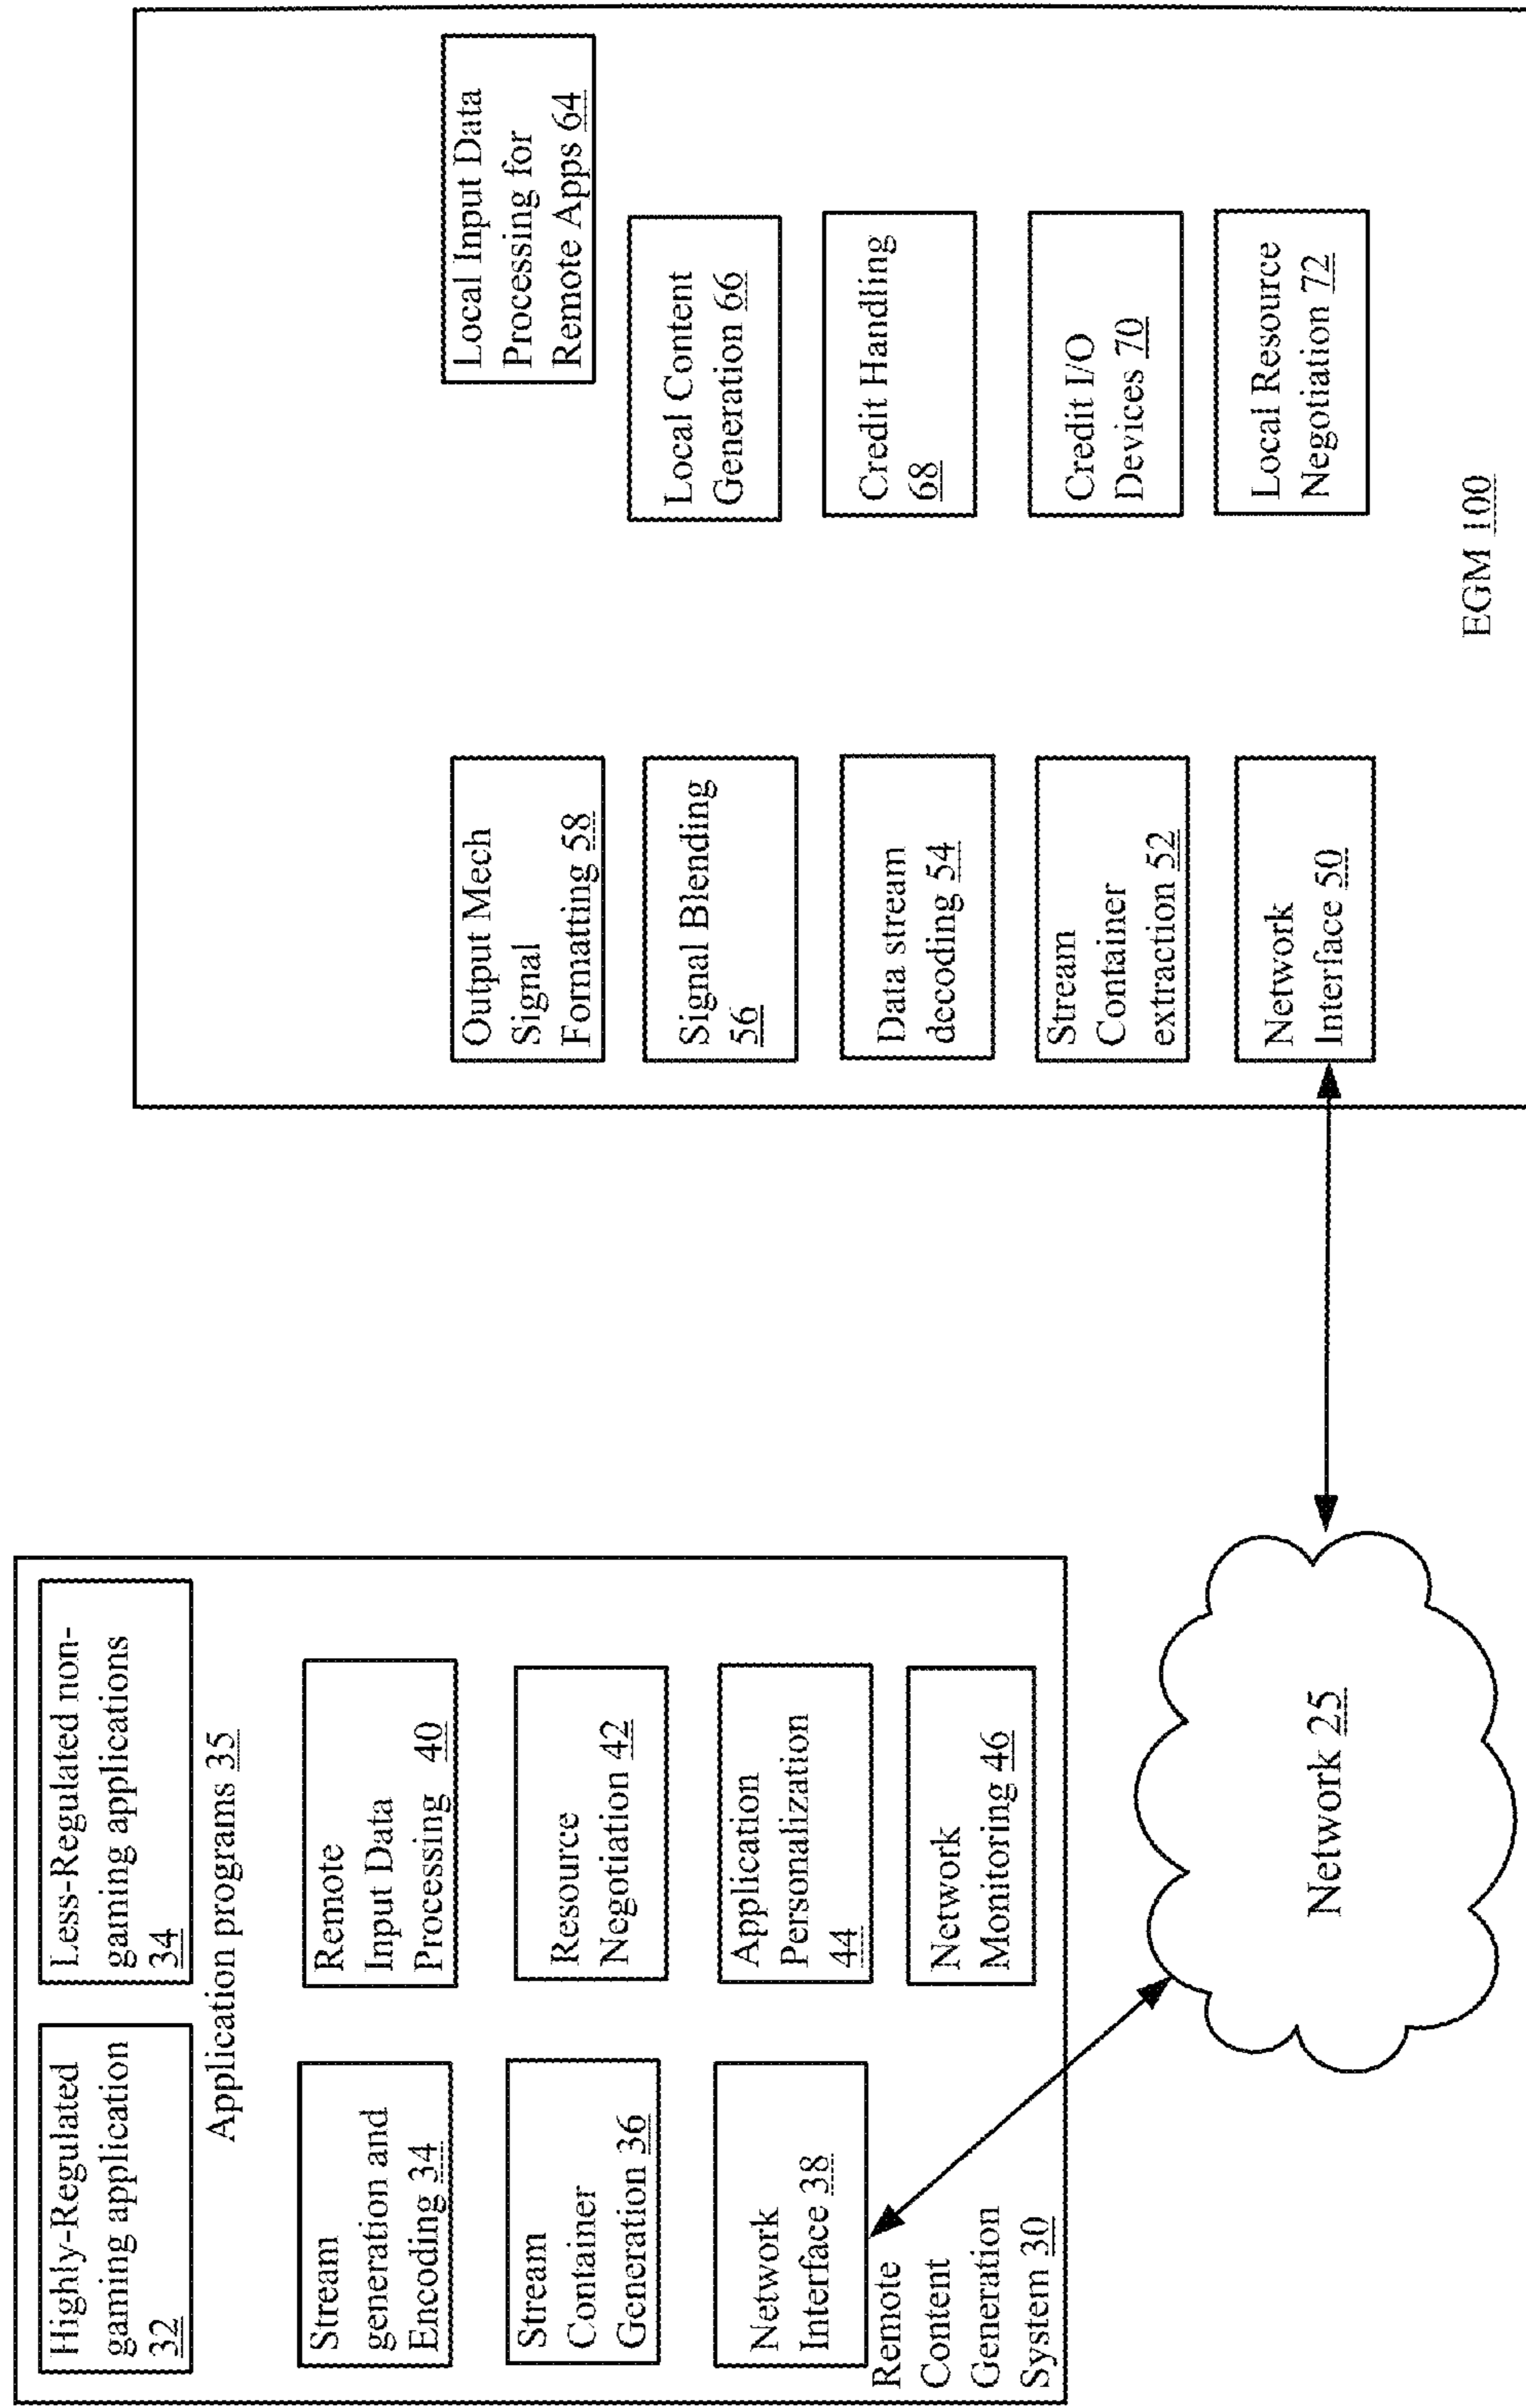 Highly-Regulated
gaming application
32
Less-Regulated non-
gaming applications
34
Application programs 35
Stream
generation and
Encoding 34
Remote
Input Data
Processing 40
Stream
Container
Generation 36
Resource
Negotiation 42
Network
Interface 38
Application
Personalization
44
Network
Monitoring 46
Remote
Content
Generation
System 30
Network 25
Output Mech
Signal
Formatting 58
Local Input Data
Processing for
Remote Apps 64
Signal Blending
56
Local Content
Generation 66
Data stream
decoding 54
Credit Handling
68
Stream
Container
extraction 52
Credit I/O
Devices 70
Network
Interface 50
Local Resource
Negotiation 72
EGM 100